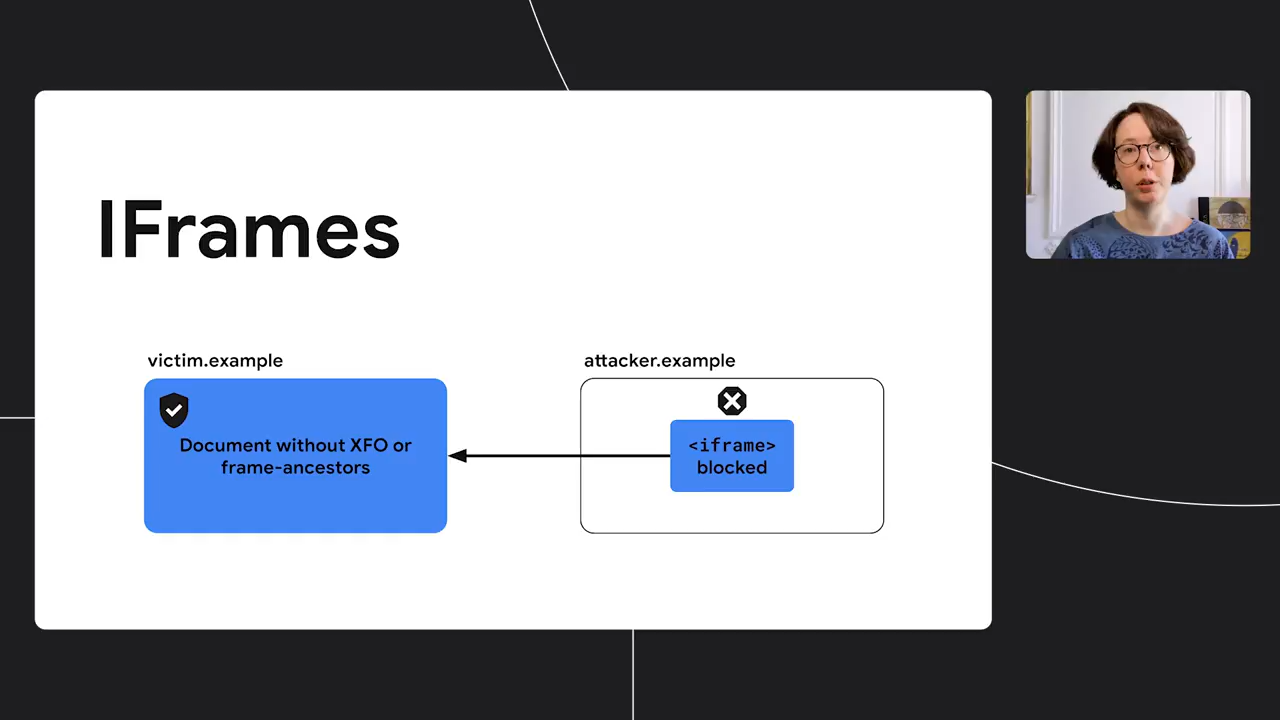 IFrames
victim.example
attacker.example
Document without XFO or
frame-ancestors
<iframe>
blocked